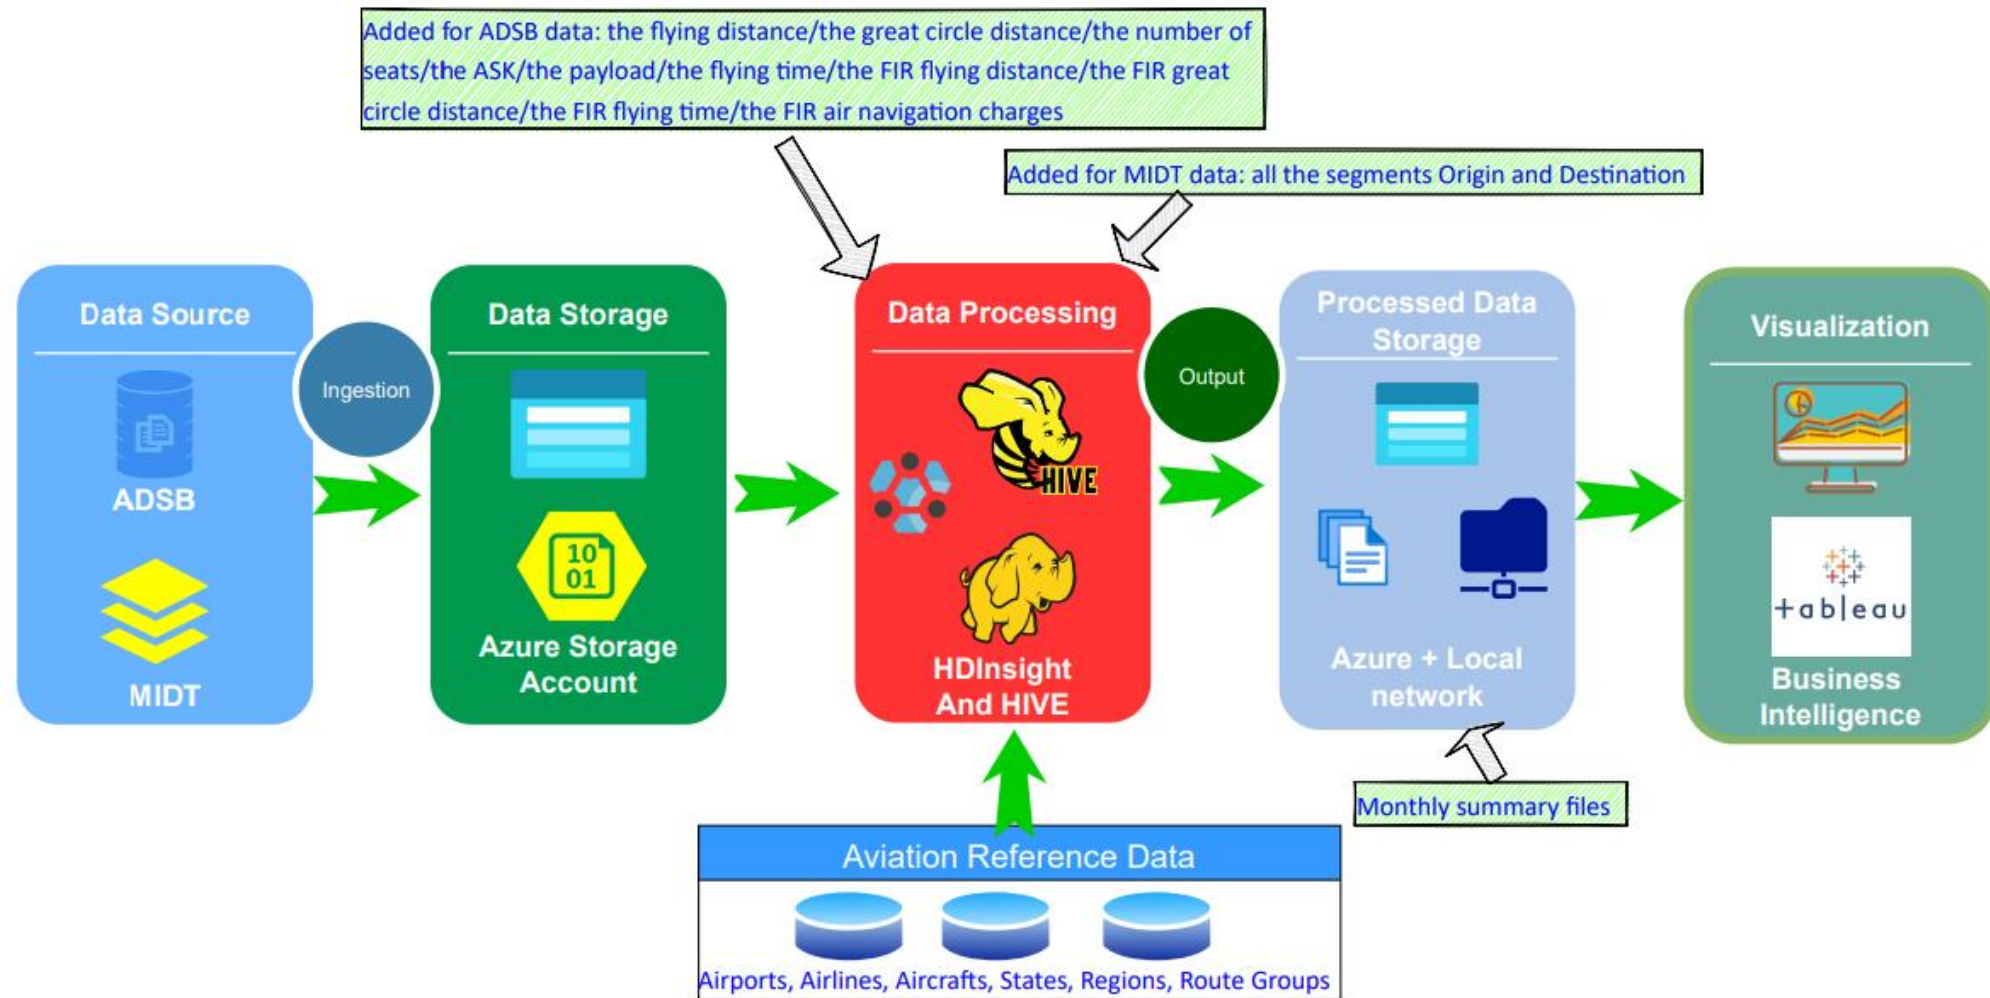 Added for ADSB data: the flying distance/the great circle distance/the number of
seats/the ASK/the payload/the flying time/the FIR flying distance/the FIR great
circle distance/the FIR flying time/the FIR air navigation charges
Added for MIDT data: all the segments Origin and Destination
Data Source
ADSB
MIDT
Ingestion
Data Storage
10
01
Azure Storage
Account
Data Processing
HIVE
HDInsight
And HIVE
Output
Processed Data
Storage
Azure + Local
network
Visualization
+ableau
Business
Intelligence
Monthly summary files
Aviation Reference Data
Airports, Airlines, Aircrafts, States, Regions, Route Groups